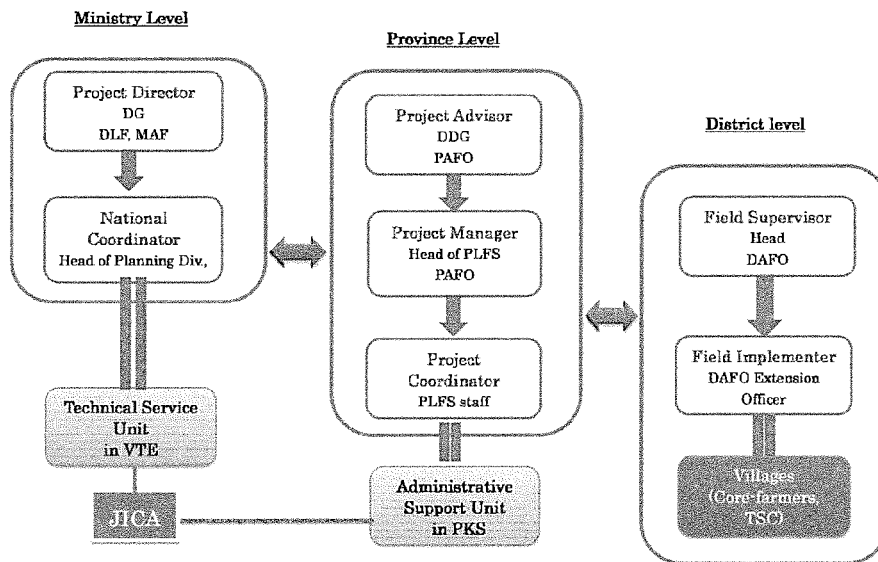 Ministry Level
Project Director
DG
DLF, MAF
National
Coordinator
Head of Planning Div.,
Technical Service
Unit
in VTE
JICA
Province Level
Project Advisor
DDG
PAFO
Project Manager
Head of PLFS
PAFO
Project
Coordinator
PLFS staff
Administrative
Support Unit
in PKS
District level
Field Supervisor
Head
DAFO
Field Implementer
DAFO Extension
Officer
Villages
(Core-farmers,
TSC)